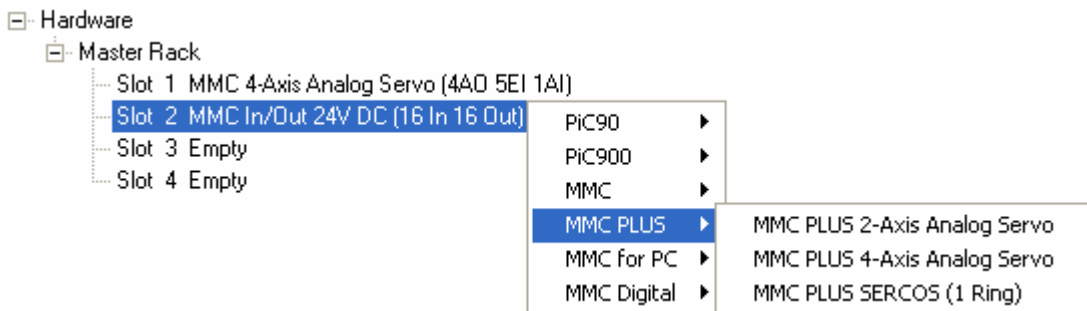 Hardware
Master Rack
Slot 1 MMC 4-Axis Analog Servo (4AO 5EI 1AI)
Slot 2 MMC In/Out 24V DC (16 In 16 Out)
Slot 3 Empty
Slot 4 Empty
PiC90
PiC900
MMC
MMC PLUS
MMC for PC
MMC Digital
MMC PLUS 2-Axis Analog Servo
MMC PLUS 4-Axis Analog Servo
MMC PLUS SERCOS (1 Ring)